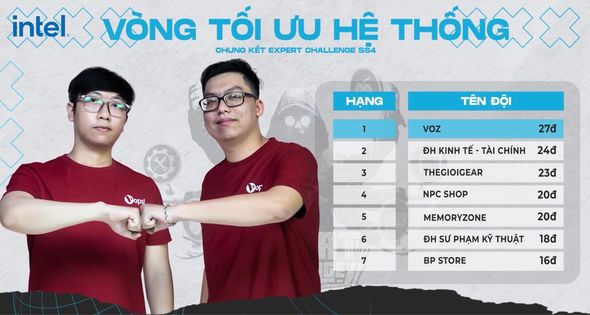 intel.
VÒNG TỐI ƯU HỆ THỐNG
CHUNG KẾT EXPERT CHALLENGE SS4
HẠNG TÊN ĐỘI
1 VOZ 27đ
2 ĐH KINH TẾ - TÀI CHÍNH 24đ
3 THEGIOIGEAR 23đ
4 NPC SHOP 20đ
5 MEMORYZONE 20đ
6 ĐH SƯ PHẠM KỸ THUẬT 18đ
7 BP STORE 16đ